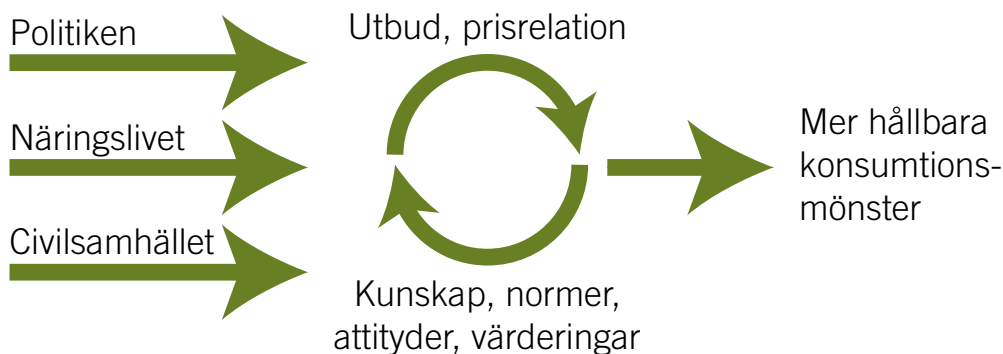 Politiken
Näringslivet
Civilsamhället
Utbud, prisrelation
Kunskap, normer,
attityder, värderingar
Mer hållbara
konsumtions-
mönster